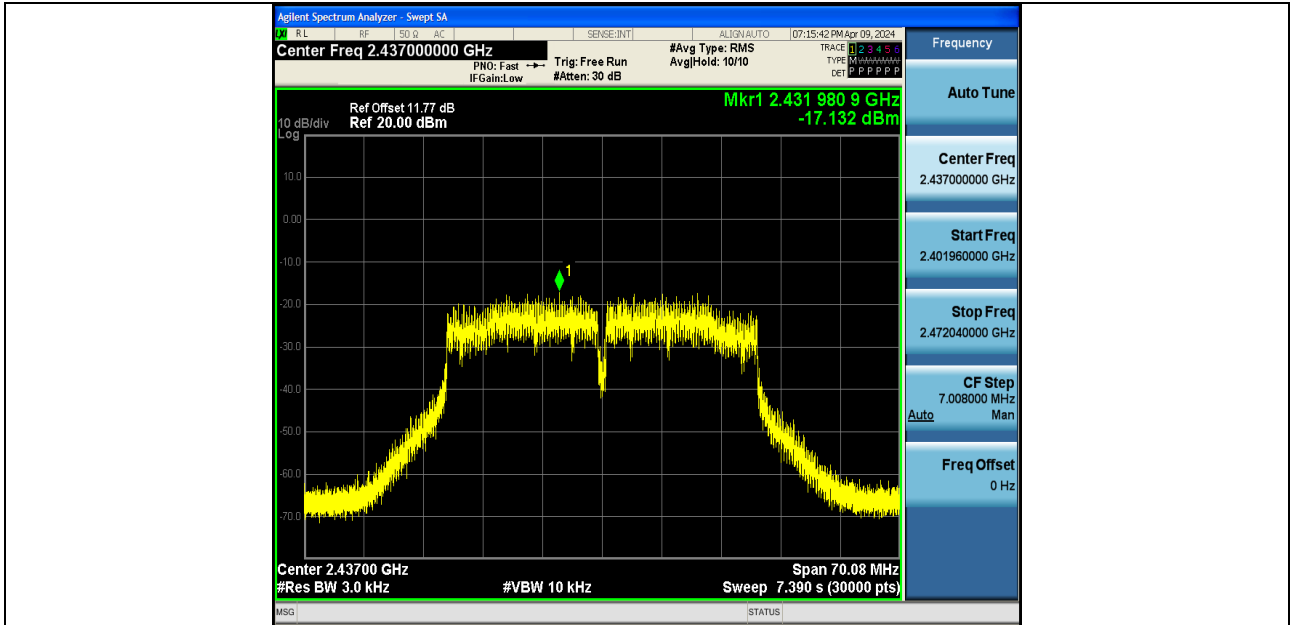 Agilent Spectrum Analyzer - Swept SA
LXI RL RF 50 Ω AC SENSE:INT ALIGN AUTO 07:15:42 PM Apr 09, 2024
Center Freq 2.437000000 GHz
PNO: Fast
IFGain:Low
Trig: Free Run
#Atten: 30 dB
#Avg Type: RMS
Avg|Hold: 10/10
TRACE 1 2 3 4 5 6
TYPE M
DET P P P P P P
Ref Offset 11.77 dB
10 dB/div Ref 20.00 dBm
Log
Mkr1 2.431 980 9 GHz
-17.132 dBm
10.0
0.00
-10.0
-20.0
-30.0
-40.0
-50.0
-60.0
-70.0
1
Center 2.43700 GHz Span 70.08 MHz
#Res BW 3.0 kHz #VBW 10 kHz Sweep 7.390 s (30000 pts)
MSG STATUS
Frequency
Auto Tune
Center Freq
2.437000000 GHz
Start Freq
2.401960000 GHz
Stop Freq
2.472040000 GHz
CF Step
7.008000 MHz
Auto Man
Freq Offset
0 Hz